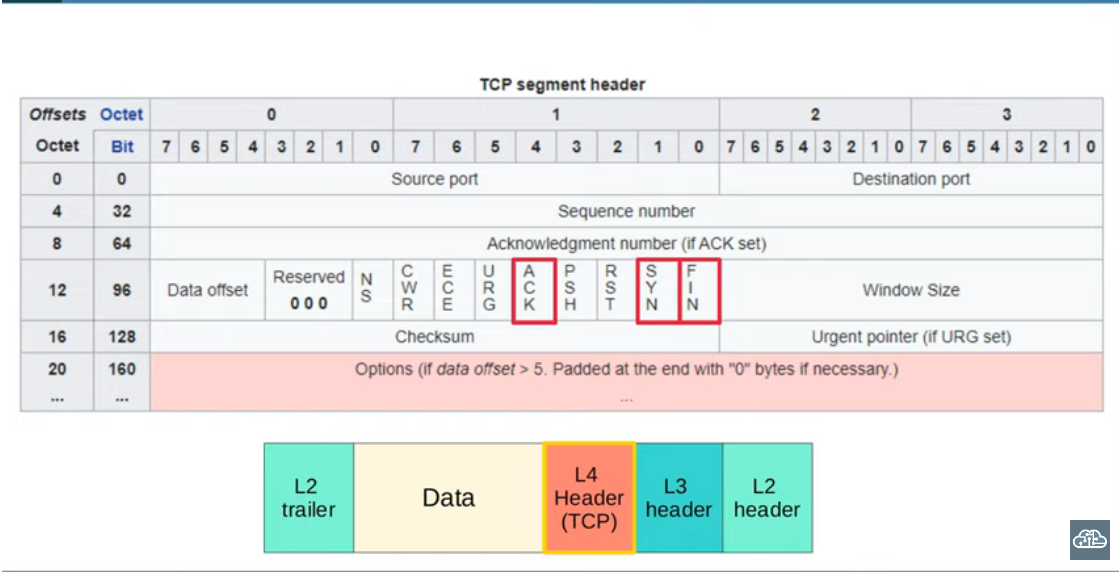 TCP segment header
Offsets Octet 0 1 2 3
Octet Bit 7 6 5 4 3 2 1 0 7 6 5 4 3 2 1 0 7 6 5 4 3 2 1 0 7 6 5 4 3 2 1 0
0 0 Source port Destination port
4 32 Sequence number
8 64 Acknowledgment number (if ACK set)
12 96 Data offset Reserved 0 0 0 NS CWR ECE URG ACK PSH RST SYN FIN Window Size
16 128 Checksum Urgent pointer (if URG set)
20 160 Options (if data offset > 5. Padded at the end with "0" bytes if necessary.)
... ... ...
L2 trailer
Data
L4 Header (TCP)
L3 header
L2 header